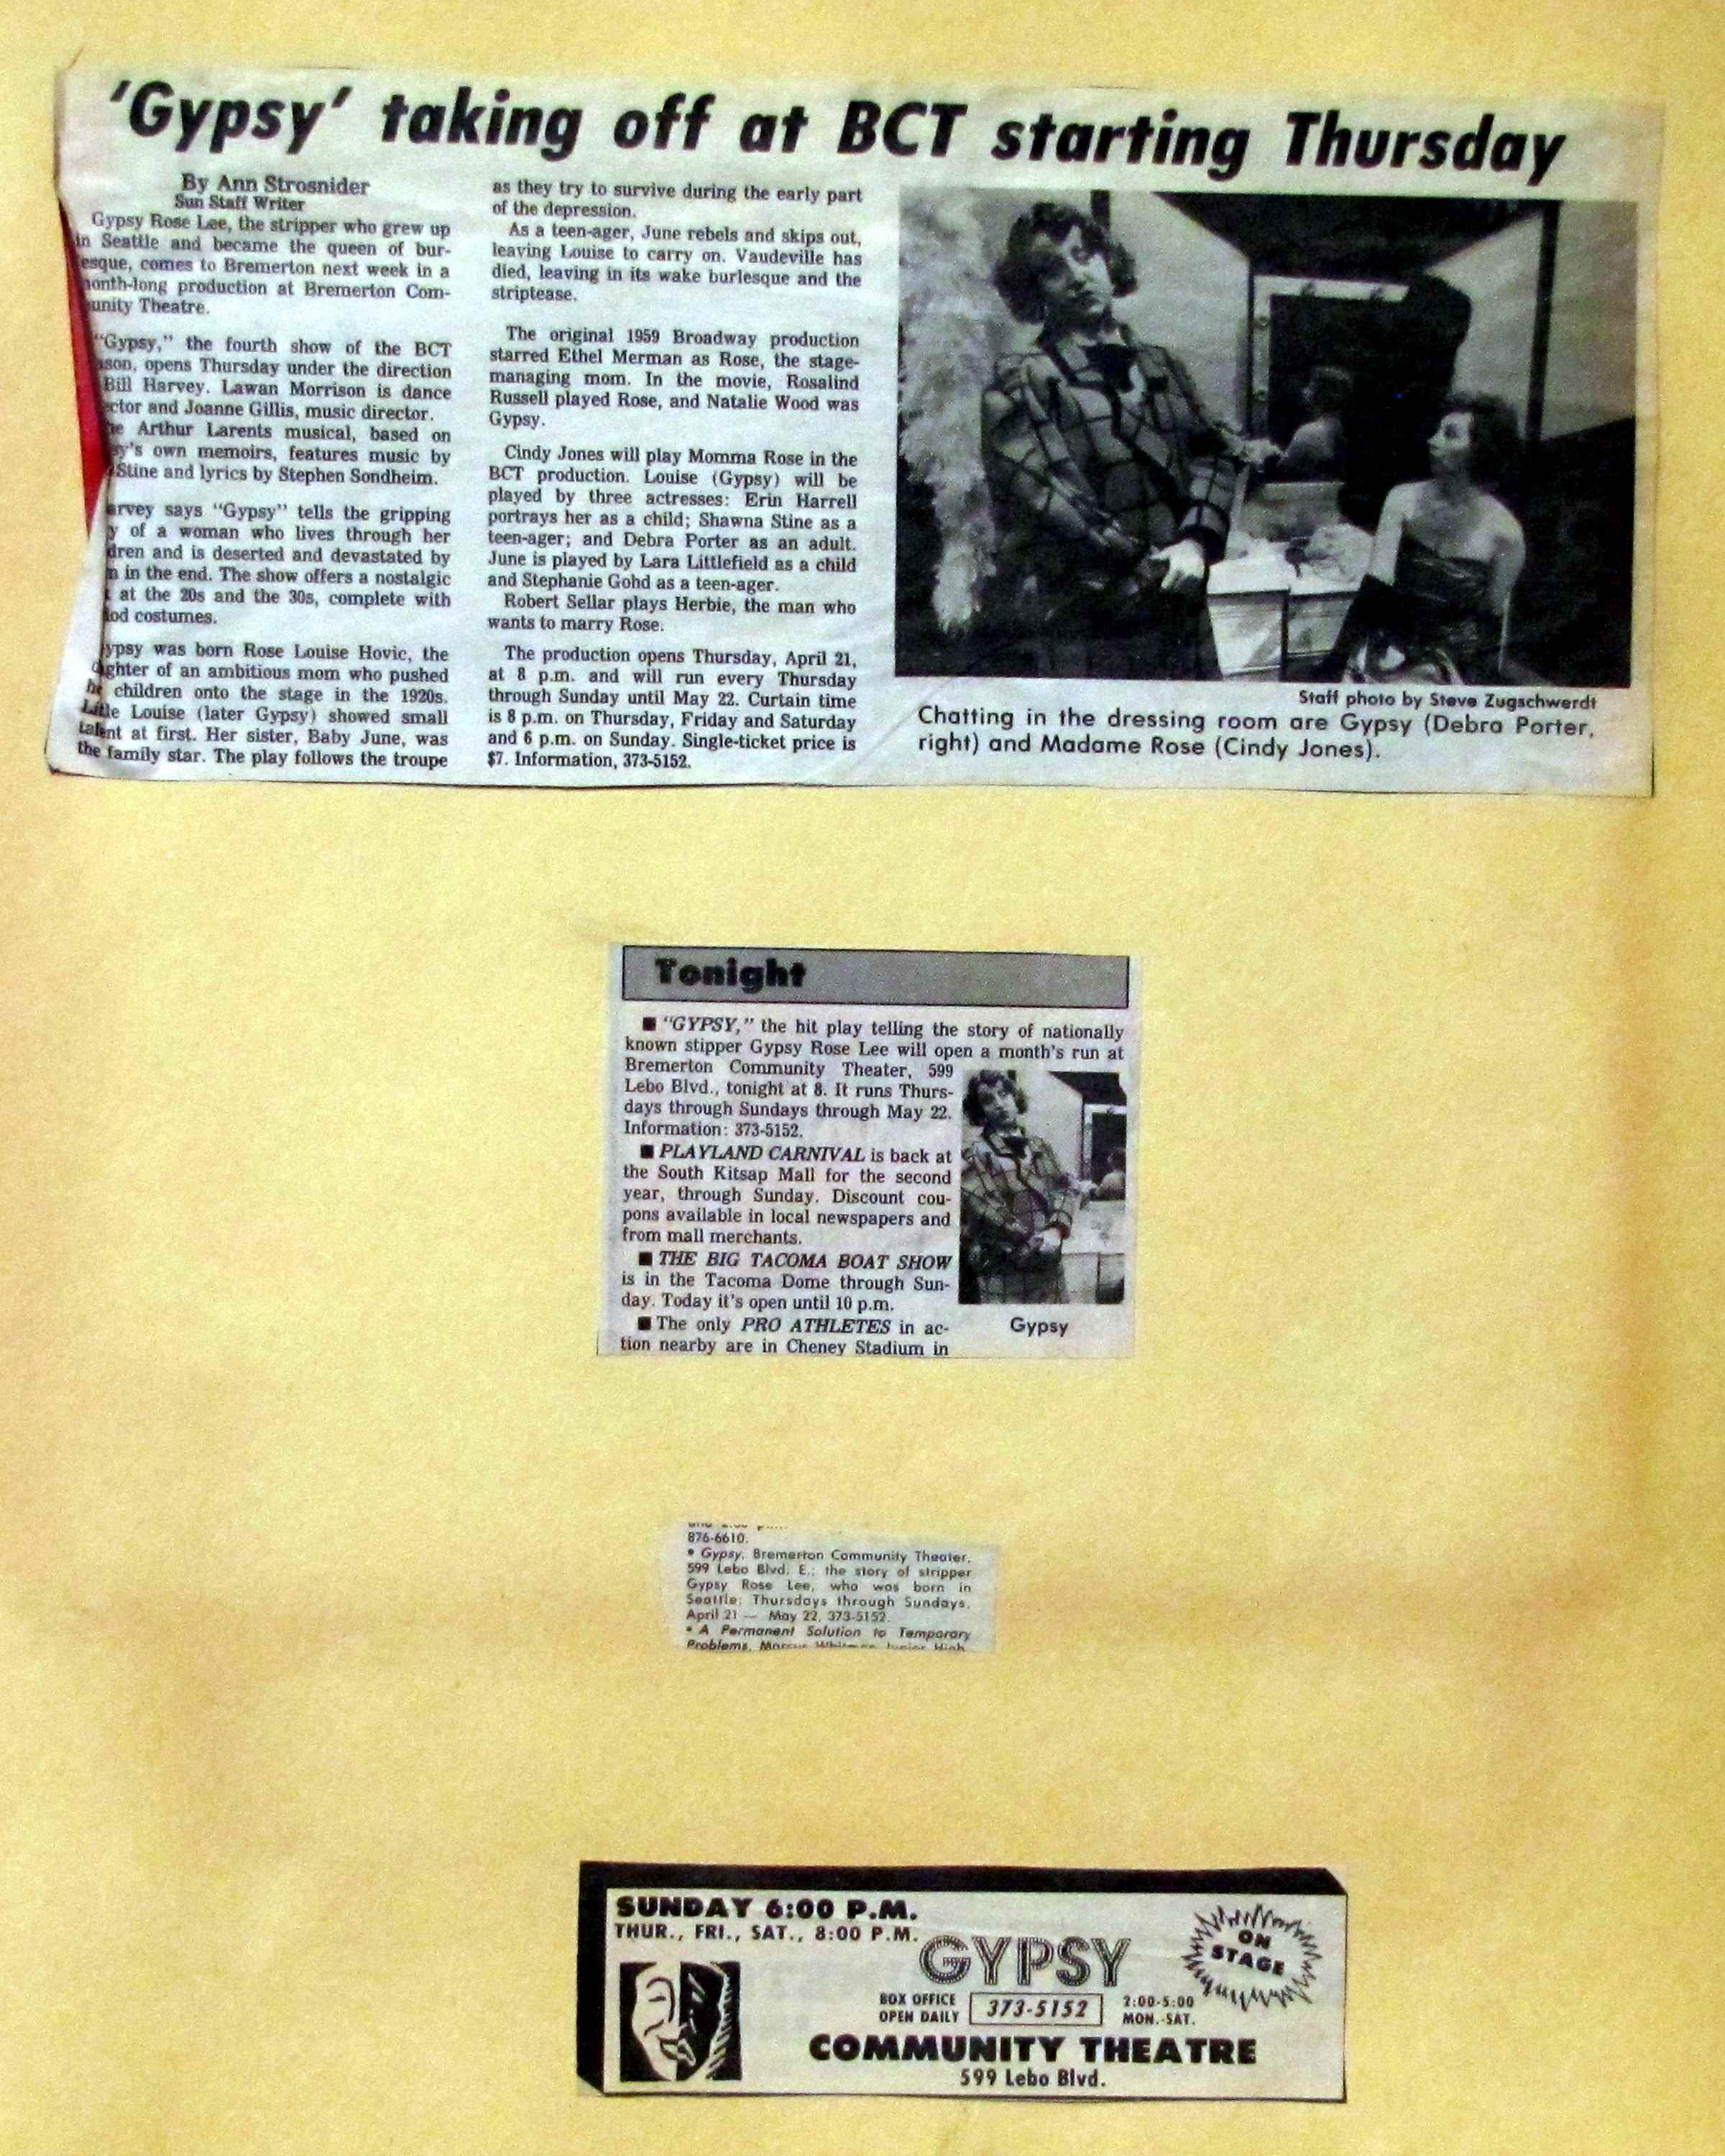 'Gypsy' taking off at BCT starting Thursday
By Ann Strosnider
Sun Staff Writer
Gypsy Rose Lee, the stripper who grew up
in Seattle and became the queen of bur-
esque, comes to Bremerton next week in a
onth-long production at Bremerton Com-
unity Theatre.
"Gypsy," the fourth show of the BCT
son, opens Thursday under the direction
Bill Harvey. Lawan Morrison is dance
ector and Joanne Gillis, music director.
he Arthur Larents musical, based on
sy's own memoirs, features music by
Stine and lyrics by Stephen Sondheim.
arvey says "Gypsy" tells the gripping
y of a woman who lives through her
dren and is deserted and devastated by
m in the end. The show offers a nostalgic
at the 20s and the 30s, complete with
od costumes.
ypsy was born Rose Louise Hovic, the
ghter of an ambitious mom who pushed
children onto the stage in the 1920s.
Little Louise (later Gypsy) showed small
talent at first. Her sister, Baby June, was
the family star. The play follows the troupe
as they try to survive during the early part
of the depression.
As a teen-ager, June rebels and skips out,
leaving Louise to carry on. Vaudeville has
died, leaving in its wake burlesque and the
striptease.
The original 1959 Broadway production
starred Ethel Merman as Rose, the stage-
managing mom. In the movie, Rosalind
Russell played Rose, and Natalie Wood was
Gypsy.
Cindy Jones will play Momma Rose in the
BCT production. Louise (Gypsy) will be
played by three actresses: Erin Harrell
portrays her as a child; Shawna Stine as a
teen-ager; and Debra Porter as an adult.
June is played by Lara Littlefield as a child
and Stephanie Gohd as a teen-ager.
Robert Sellar plays Herbie, the man who
wants to marry Rose.
The production opens Thursday, April 21,
at 8 p.m. and will run every Thursday
through Sunday until May 22. Curtain time
is 8 p.m. on Thursday, Friday and Saturday
and 6 p.m. on Sunday. Single-ticket price is
$7. Information, 373-5152.
Staff photo by Steve Zugschwerdt
Chatting in the dressing room are Gypsy (Debra Porter,
right) and Madame Rose (Cindy Jones).
Tonight
■ "GYPSY," the hit play telling the story of nationally
known stipper Gypsy Rose Lee will open a month's run at
Bremerton Community Theater, 599
Lebo Blvd., tonight at 8. It runs Thurs-
days through Sundays through May 22.
Information: 373-5152.
■ PLAYLAND CARNIVAL is back at
the South Kitsap Mall for the second
year, through Sunday. Discount cou-
pons available in local newspapers and
from mall merchants.
■ THE BIG TACOMA BOAT SHOW
is in the Tacoma Dome through Sun-
day. Today it's open until 10 p.m.
■ The only PRO ATHLETES in ac-
tion nearby are in Cheney Stadium in
Gypsy
876-6610.
• Gypsy, Bremerton Community Theater,
599 Lebo Blvd. E.; the story of stripper
Gypsy Rose Lee, who was born in
Seattle; Thursdays through Sundays,
April 21 — May 22, 373-5152.
• A Permanent Solution to Temporary
Problems, Marcus Whitman Junior High
SUNDAY 6:00 P.M.
THUR., FRI., SAT., 8:00 P.M.
GYPSY
ON
STAGE
BOX OFFICE
OPEN DAILY
373-5152
2:00-5:00
MON.-SAT.
COMMUNITY THEATRE
599 Lebo Blvd.